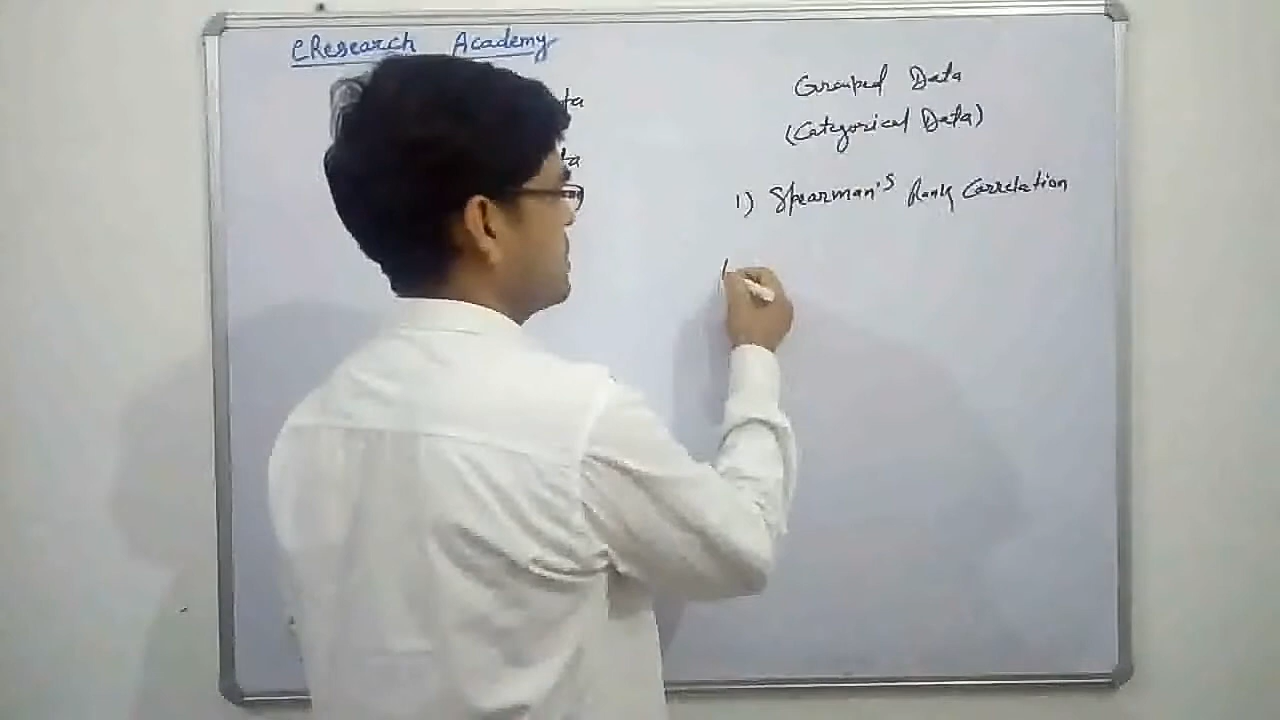 eResearch Academy
Grouped Data
(Categorical Data)
1) Spearman's Rank Correlation